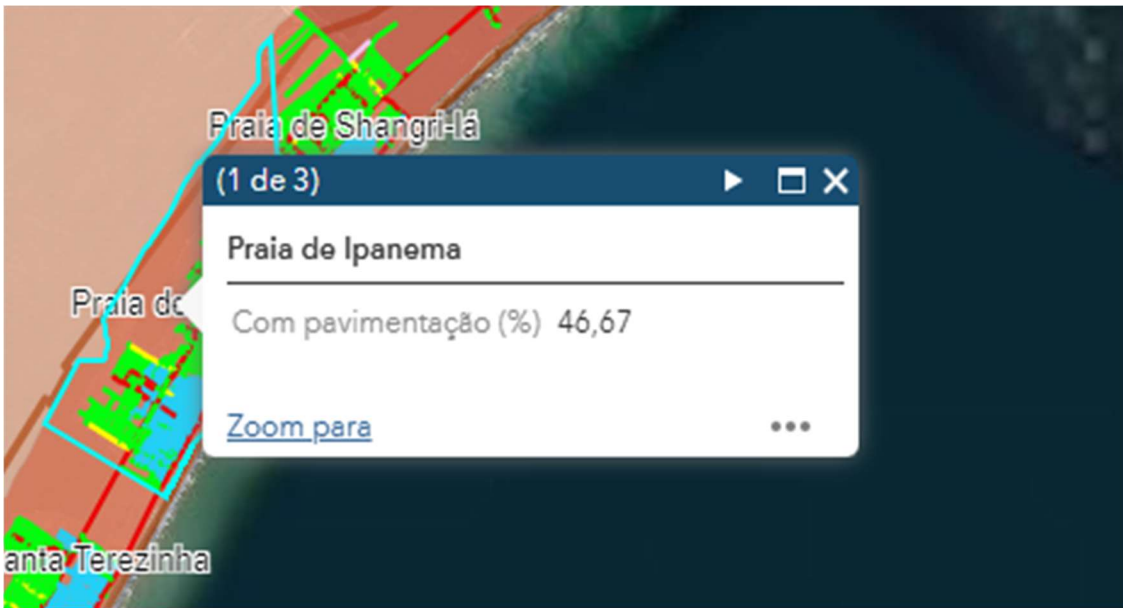 Praia de Shangri-lá
(1 de 3)
Praia de Ipanema
Praia de
Com pavimentação (%) 46,67
Zoom para
anta Terezinha